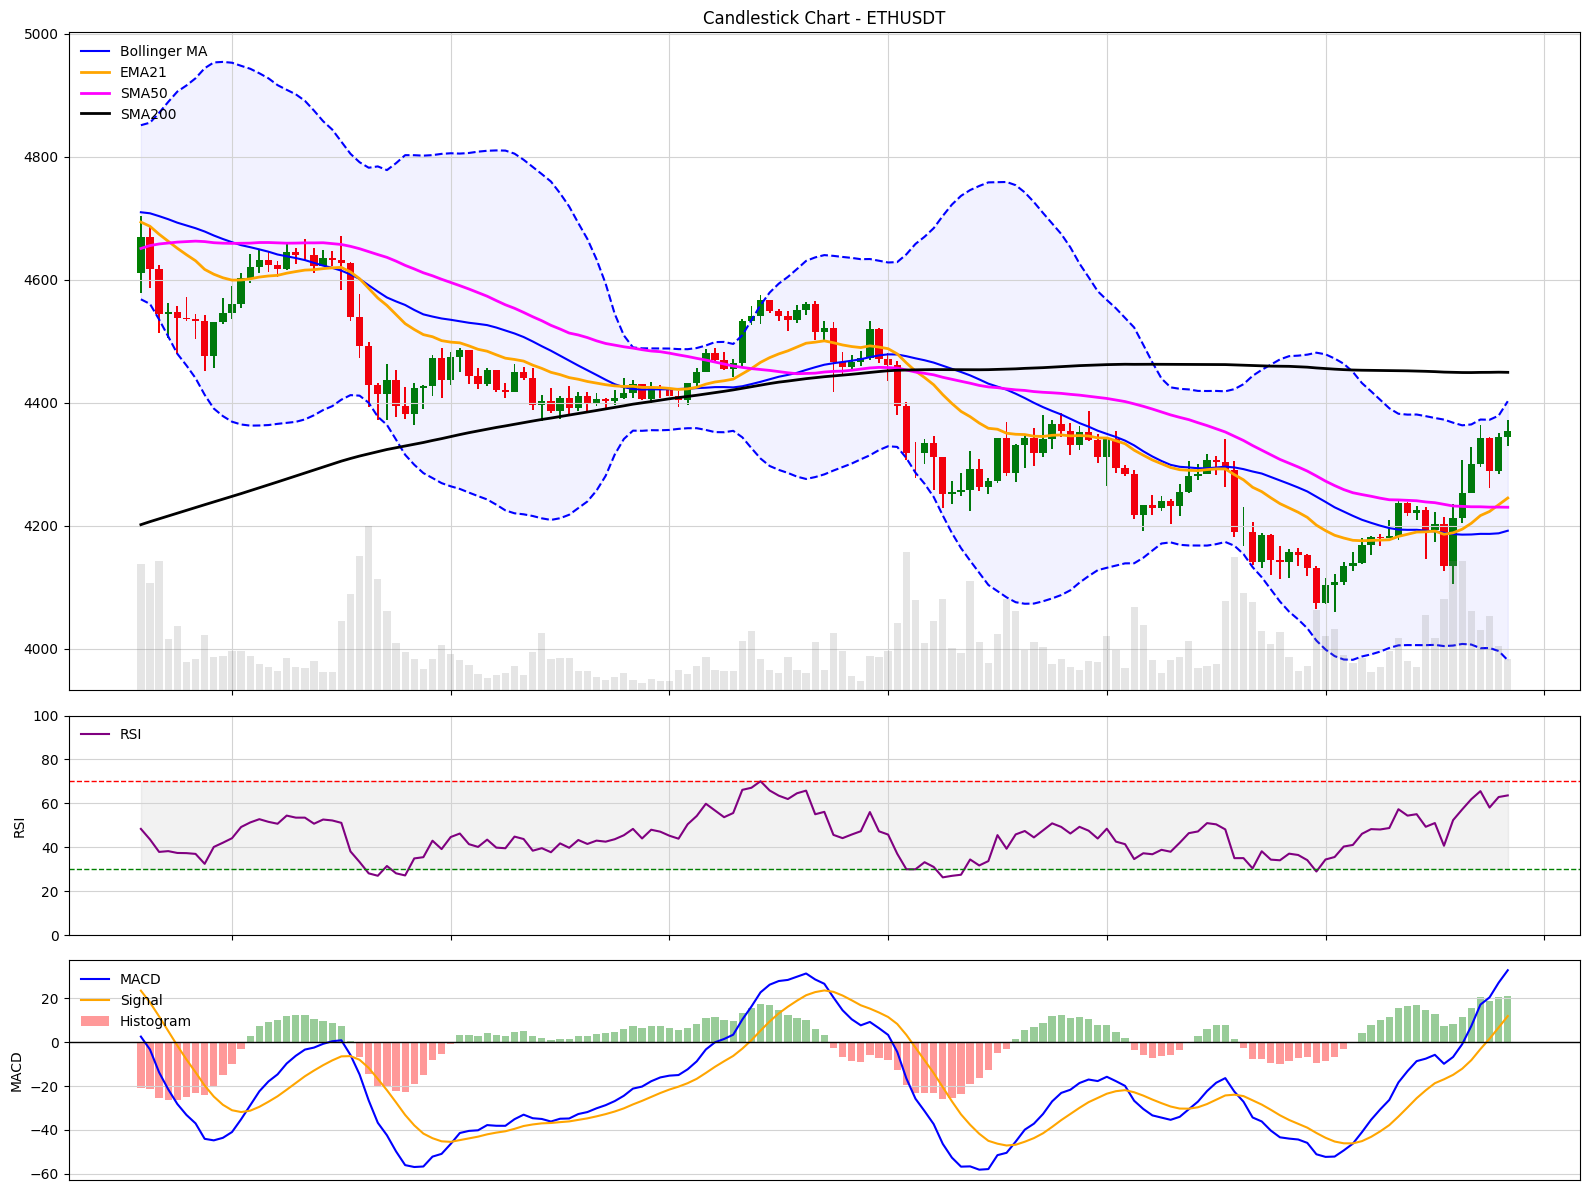 Candlestick Chart - ETHUSDT
5000
4800
4600
4400
4200
4000
Bollinger MA
EMA21
SMA50
SMA200
100
80
60
40
20
0
RSI
RSI
20
0
−20
−40
−60
MACD
MACD
Signal
Histogram